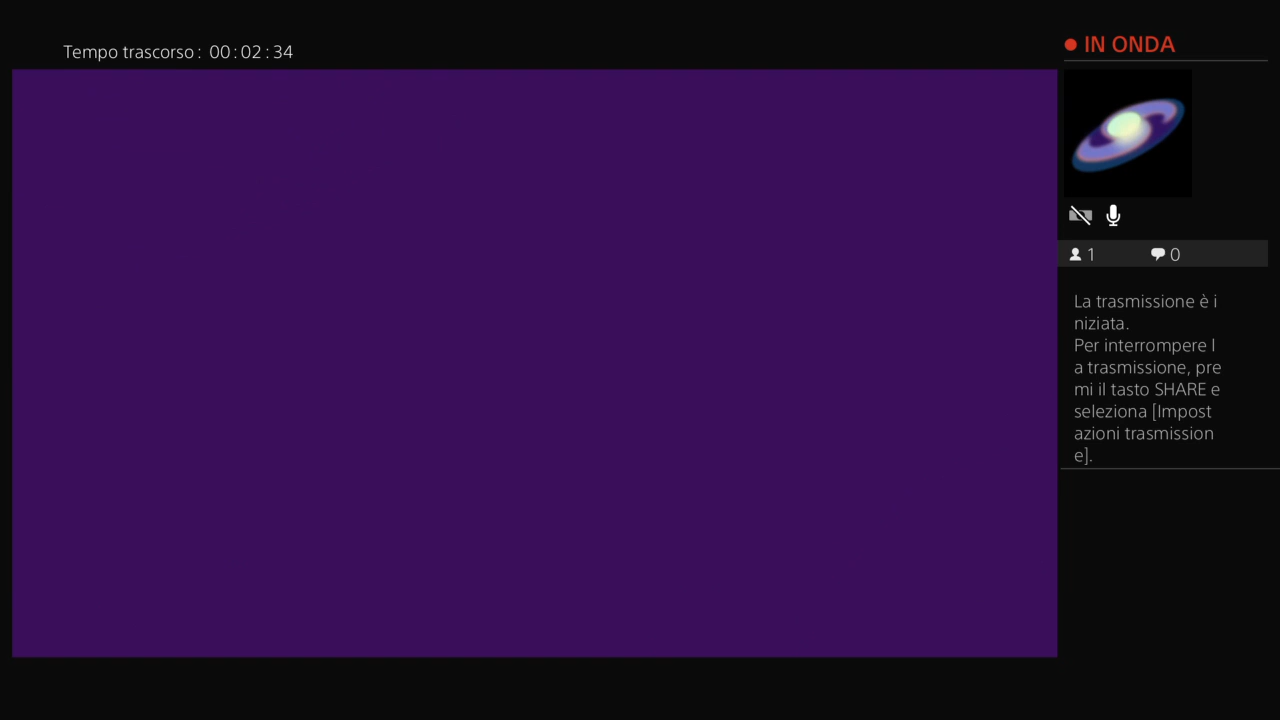 Tempo trascorso: 00:02:34
IN ONDA
1
0
La trasmissione è i
niziata.
Per interrompere l
a trasmissione, pre
mi il tasto SHARE e
seleziona [Impost
azioni trasmission
e].